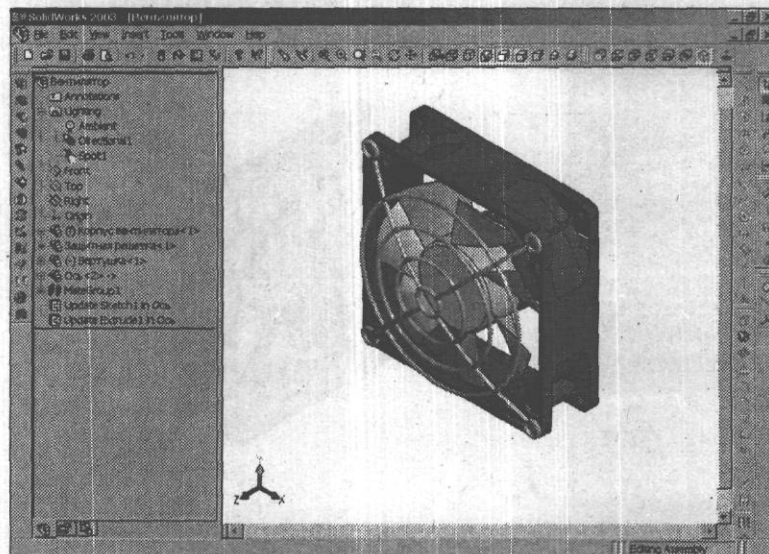 SolidWorks 2003 - [Вентилятор]
File Edit View Insert Tools Window Help
Вентилятор
Annotations
Lighting
Ambient
Directional1
Spot1
Front
Top
Right
Origin
(f) Корпус вентилятора<1>
Защитная решетка<1>
(-) Вертушка<1>
Ось<2> ->
MateGroup1
Update Sketch1 in Ось
Update Extrude1 in Ось
Y
Z
X
Editing Assembly